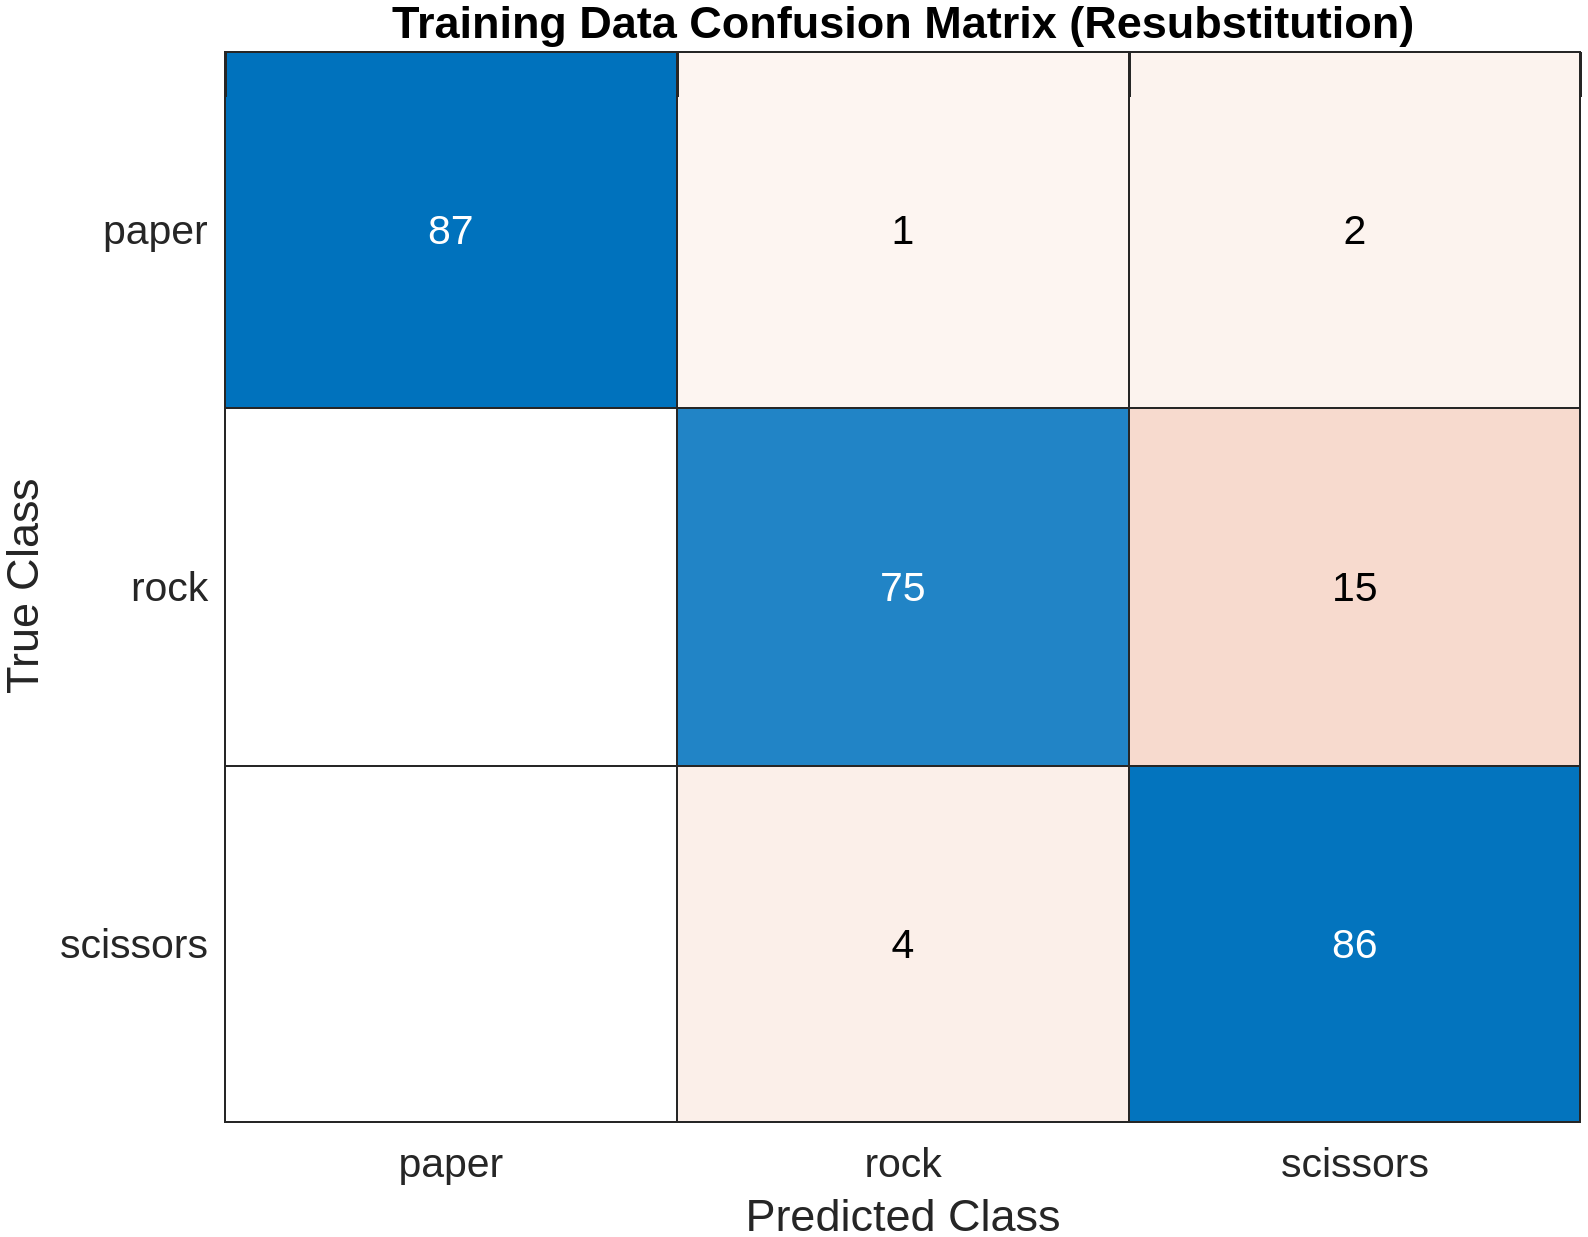 Training Data Confusion Matrix (Resubstitution)
True Class
paper
87
1
2
rock
75
15
scissors
4
86
paper
rock
scissors
Predicted Class